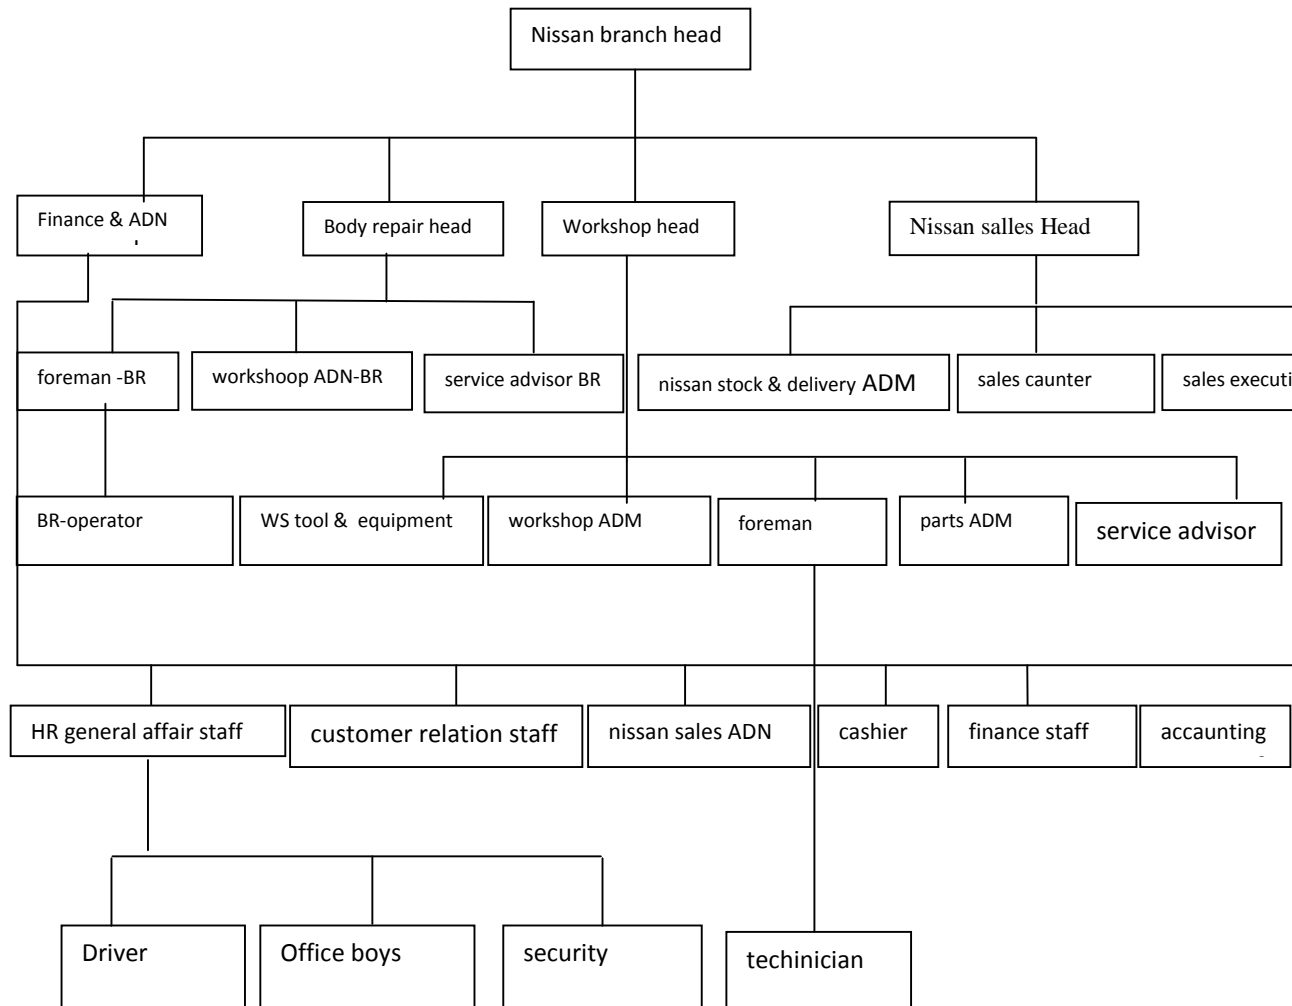 Nissan branch head
Finance & ADN
Body repair head
Workshop head
Nissan salles Head
foreman -BR
workshoop ADN-BR
service advisor BR
nissan stock & delivery ADM
sales caunter
sales executi
BR-operator
WS tool & equipment
workshop ADM
foreman
parts ADM
service advisor
HR general affair staff
customer relation staff
nissan sales ADN
cashier
finance staff
accaunting
Driver
Office boys
security
techinician